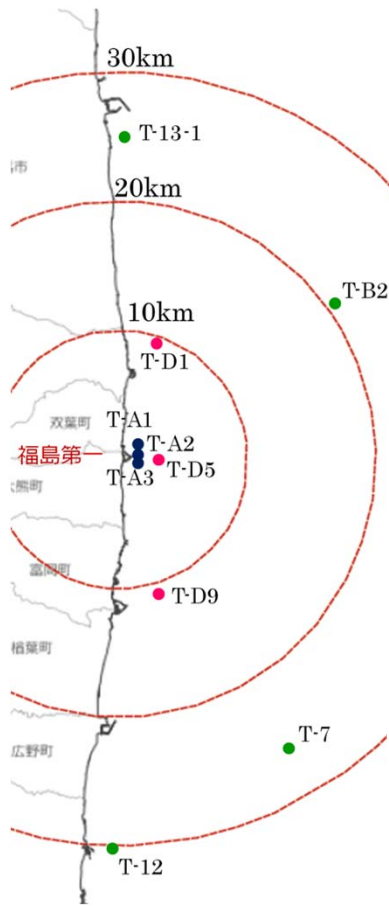 30km
T-13-1
市
20km
T-B2
10km
T-D1
双葉町
T-A1
T-A2
福島第一
T-D5
T-A3
大熊町
富岡町
T-D9
楢葉町
T-7
広野町
T-12